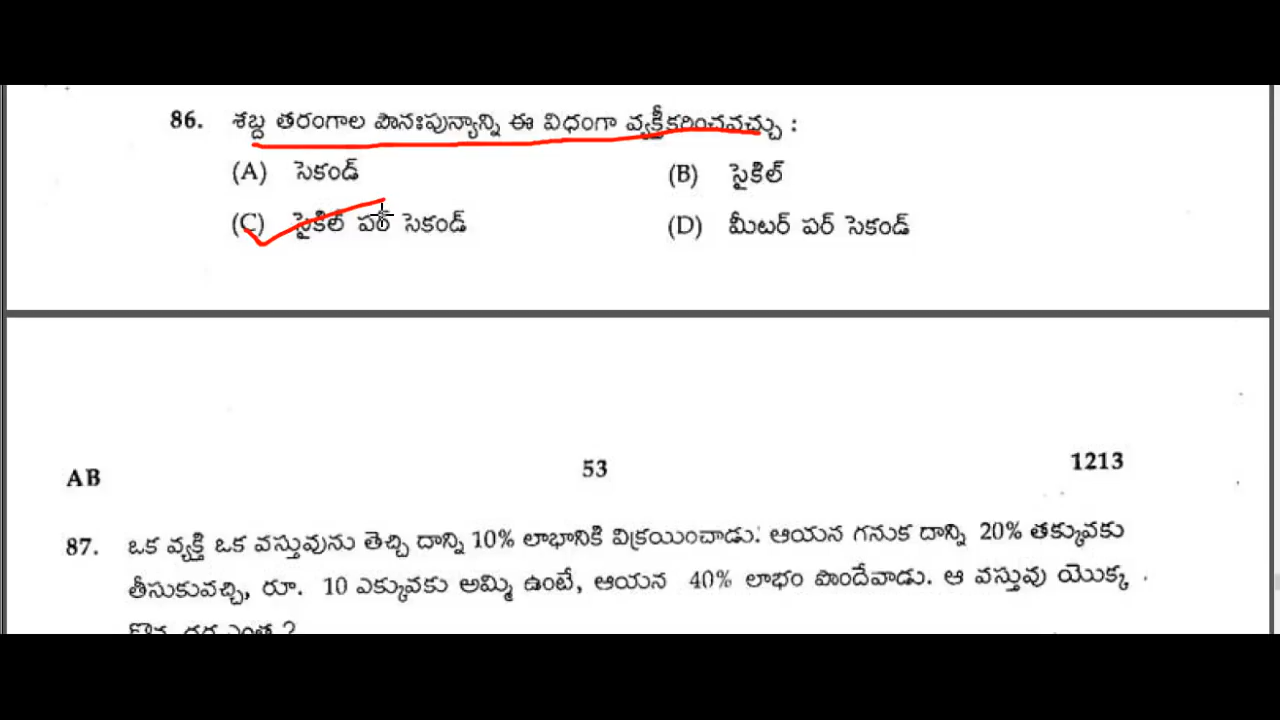 86. శబ్ద తరంగాల పౌనఃపున్యాన్ని ఈ విధంగా వ్యక్తీకరించవచ్చు :
(A) సెకండ్ (B) సైకిల్
(C) సైకిల్ పర్ సెకండ్ (D) మీటర్ పర్ సెకండ్
AB 53 1213
87. ఒక వ్యక్తి ఒక వస్తువును తెచ్చి దాన్ని 10% లాభానికి విక్రయించాడు. ఆయన గనుక దాన్ని 20% తక్కువకు
తీసుకువచ్చి, రూ. 10 ఎక్కువకు అమ్మి ఉంటే, ఆయన 40% లాభం పొందేవాడు. ఆ వస్తువు యొక్క
కొన్న ధర ఎంత ?